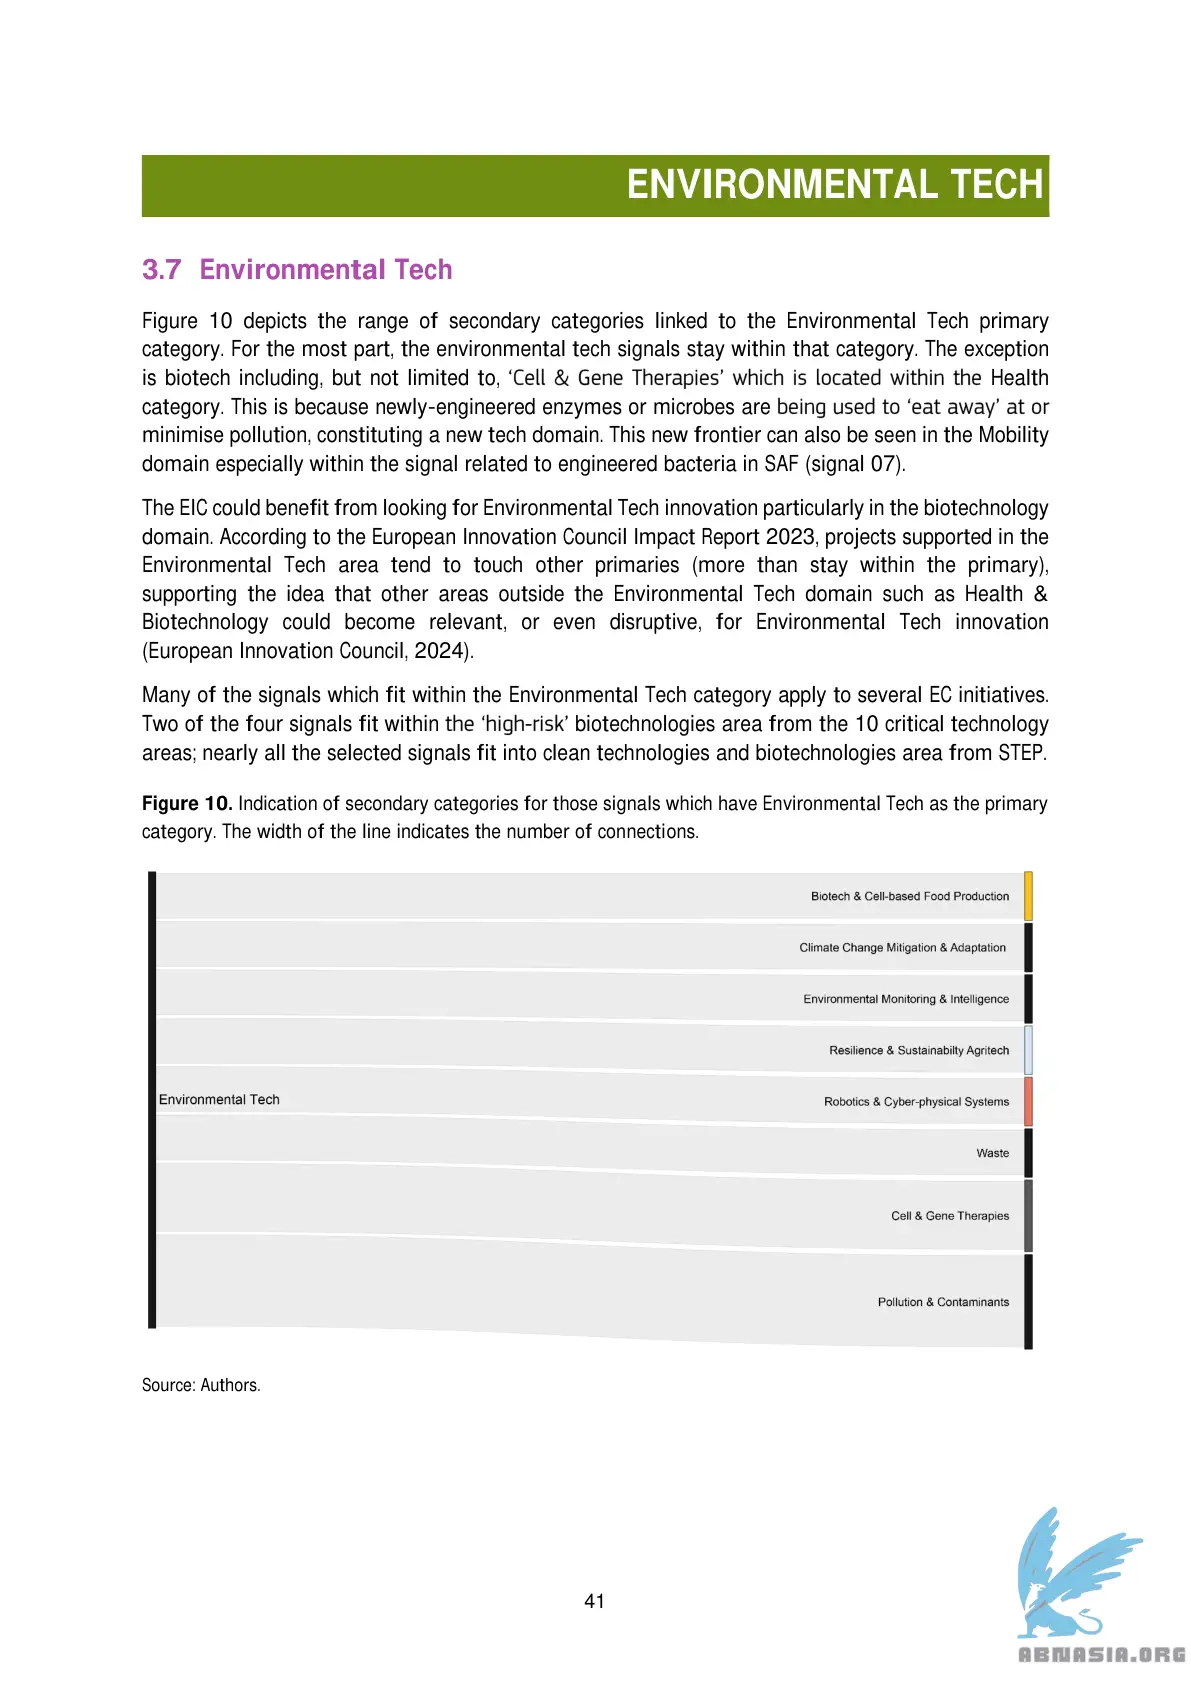 ENVIRONMENTAL TECH
3.7 Environmental Tech
Figure 10 depicts the range of secondary categories linked to the Environmental Tech primary
category. For the most part, the environmental tech signals stay within that category. The exception
is biotech including, but not limited to, ‘Cell & Gene Therapies’ which is located within the Health
category. This is because newly-engineered enzymes or microbes are being used to ‘eat away’ at or
minimise pollution, constituting a new tech domain. This new frontier can also be seen in the Mobility
domain especially within the signal related to engineered bacteria in SAF (signal 07).
The EIC could benefit from looking for Environmental Tech innovation particularly in the biotechnology
domain. According to the European Innovation Council Impact Report 2023, projects supported in the
Environmental Tech area tend to touch other primaries (more than stay within the primary),
supporting the idea that other areas outside the Environmental Tech domain such as Health &
Biotechnology could become relevant, or even disruptive, for Environmental Tech innovation
(European Innovation Council, 2024).
Many of the signals which fit within the Environmental Tech category apply to several EC initiatives.
Two of the four signals fit within the ‘high-risk’ biotechnologies area from the 10 critical technology
areas; nearly all the selected signals fit into clean technologies and biotechnologies area from STEP.
Figure 10. Indication of secondary categories for those signals which have Environmental Tech as the primary
category. The width of the line indicates the number of connections.
Biotech & Cell-based Food Production
Climate Change Mitigation & Adaptation
Environmental Monitoring & Intelligence
Resilience & Sustainabilty Agritech
Environmental Tech
Robotics & Cyber-physical Systems
Waste
Cell & Gene Therapies
Pollution & Contaminants
Source: Authors.
41
ABNASIA.ORG